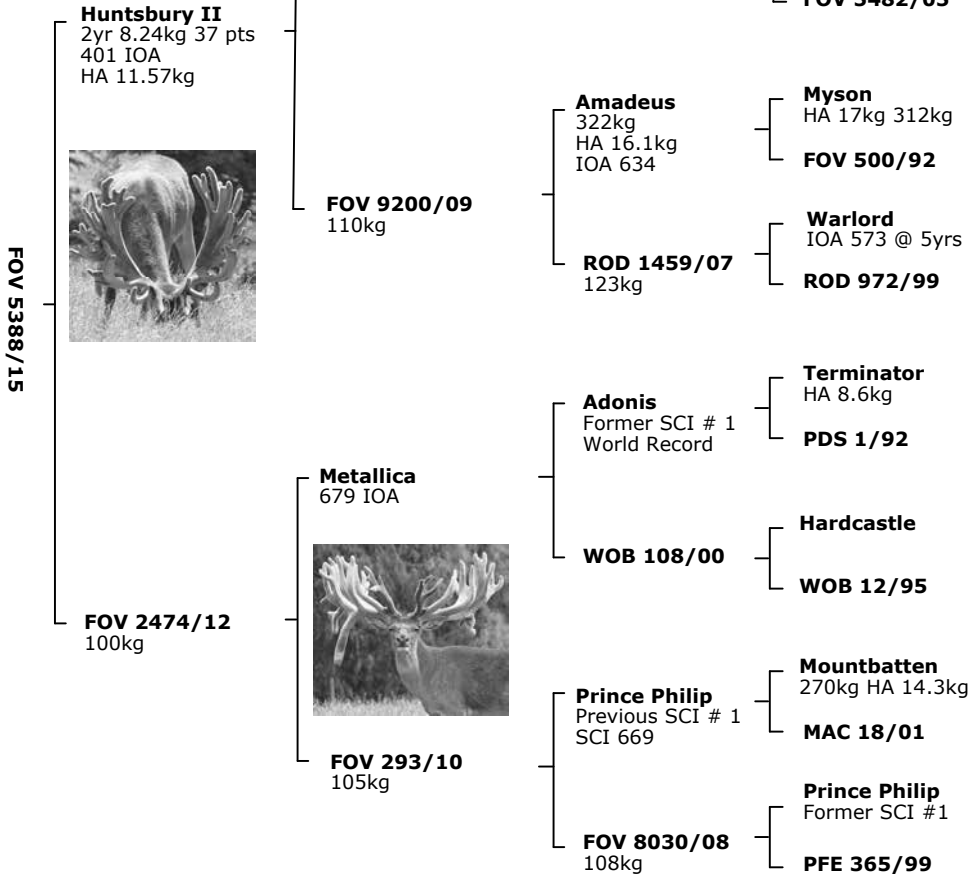 FOV 5482/05
Huntsbury II
2yr 8.24kg 37 pts
401 IOA
HA 11.57kg
Amadeus
322kg
HA 16.1kg
IOA 634
Myson
HA 17kg 312kg
FOV 500/92
FOV 9200/09
110kg
ROD 1459/07
123kg
Warlord
IOA 573 @ 5yrs
ROD 972/99
FOV 5388/15
Adonis
Former SCI # 1
World Record
Terminator
HA 8.6kg
PDS 1/92
Metallica
679 IOA
WOB 108/00
Hardcastle
WOB 12/95
FOV 2474/12
100kg
Prince Philip
Previous SCI # 1
SCI 669
Mountbatten
270kg HA 14.3kg
MAC 18/01
FOV 293/10
105kg
FOV 8030/08
108kg
Prince Philip
Former SCI #1
PFE 365/99